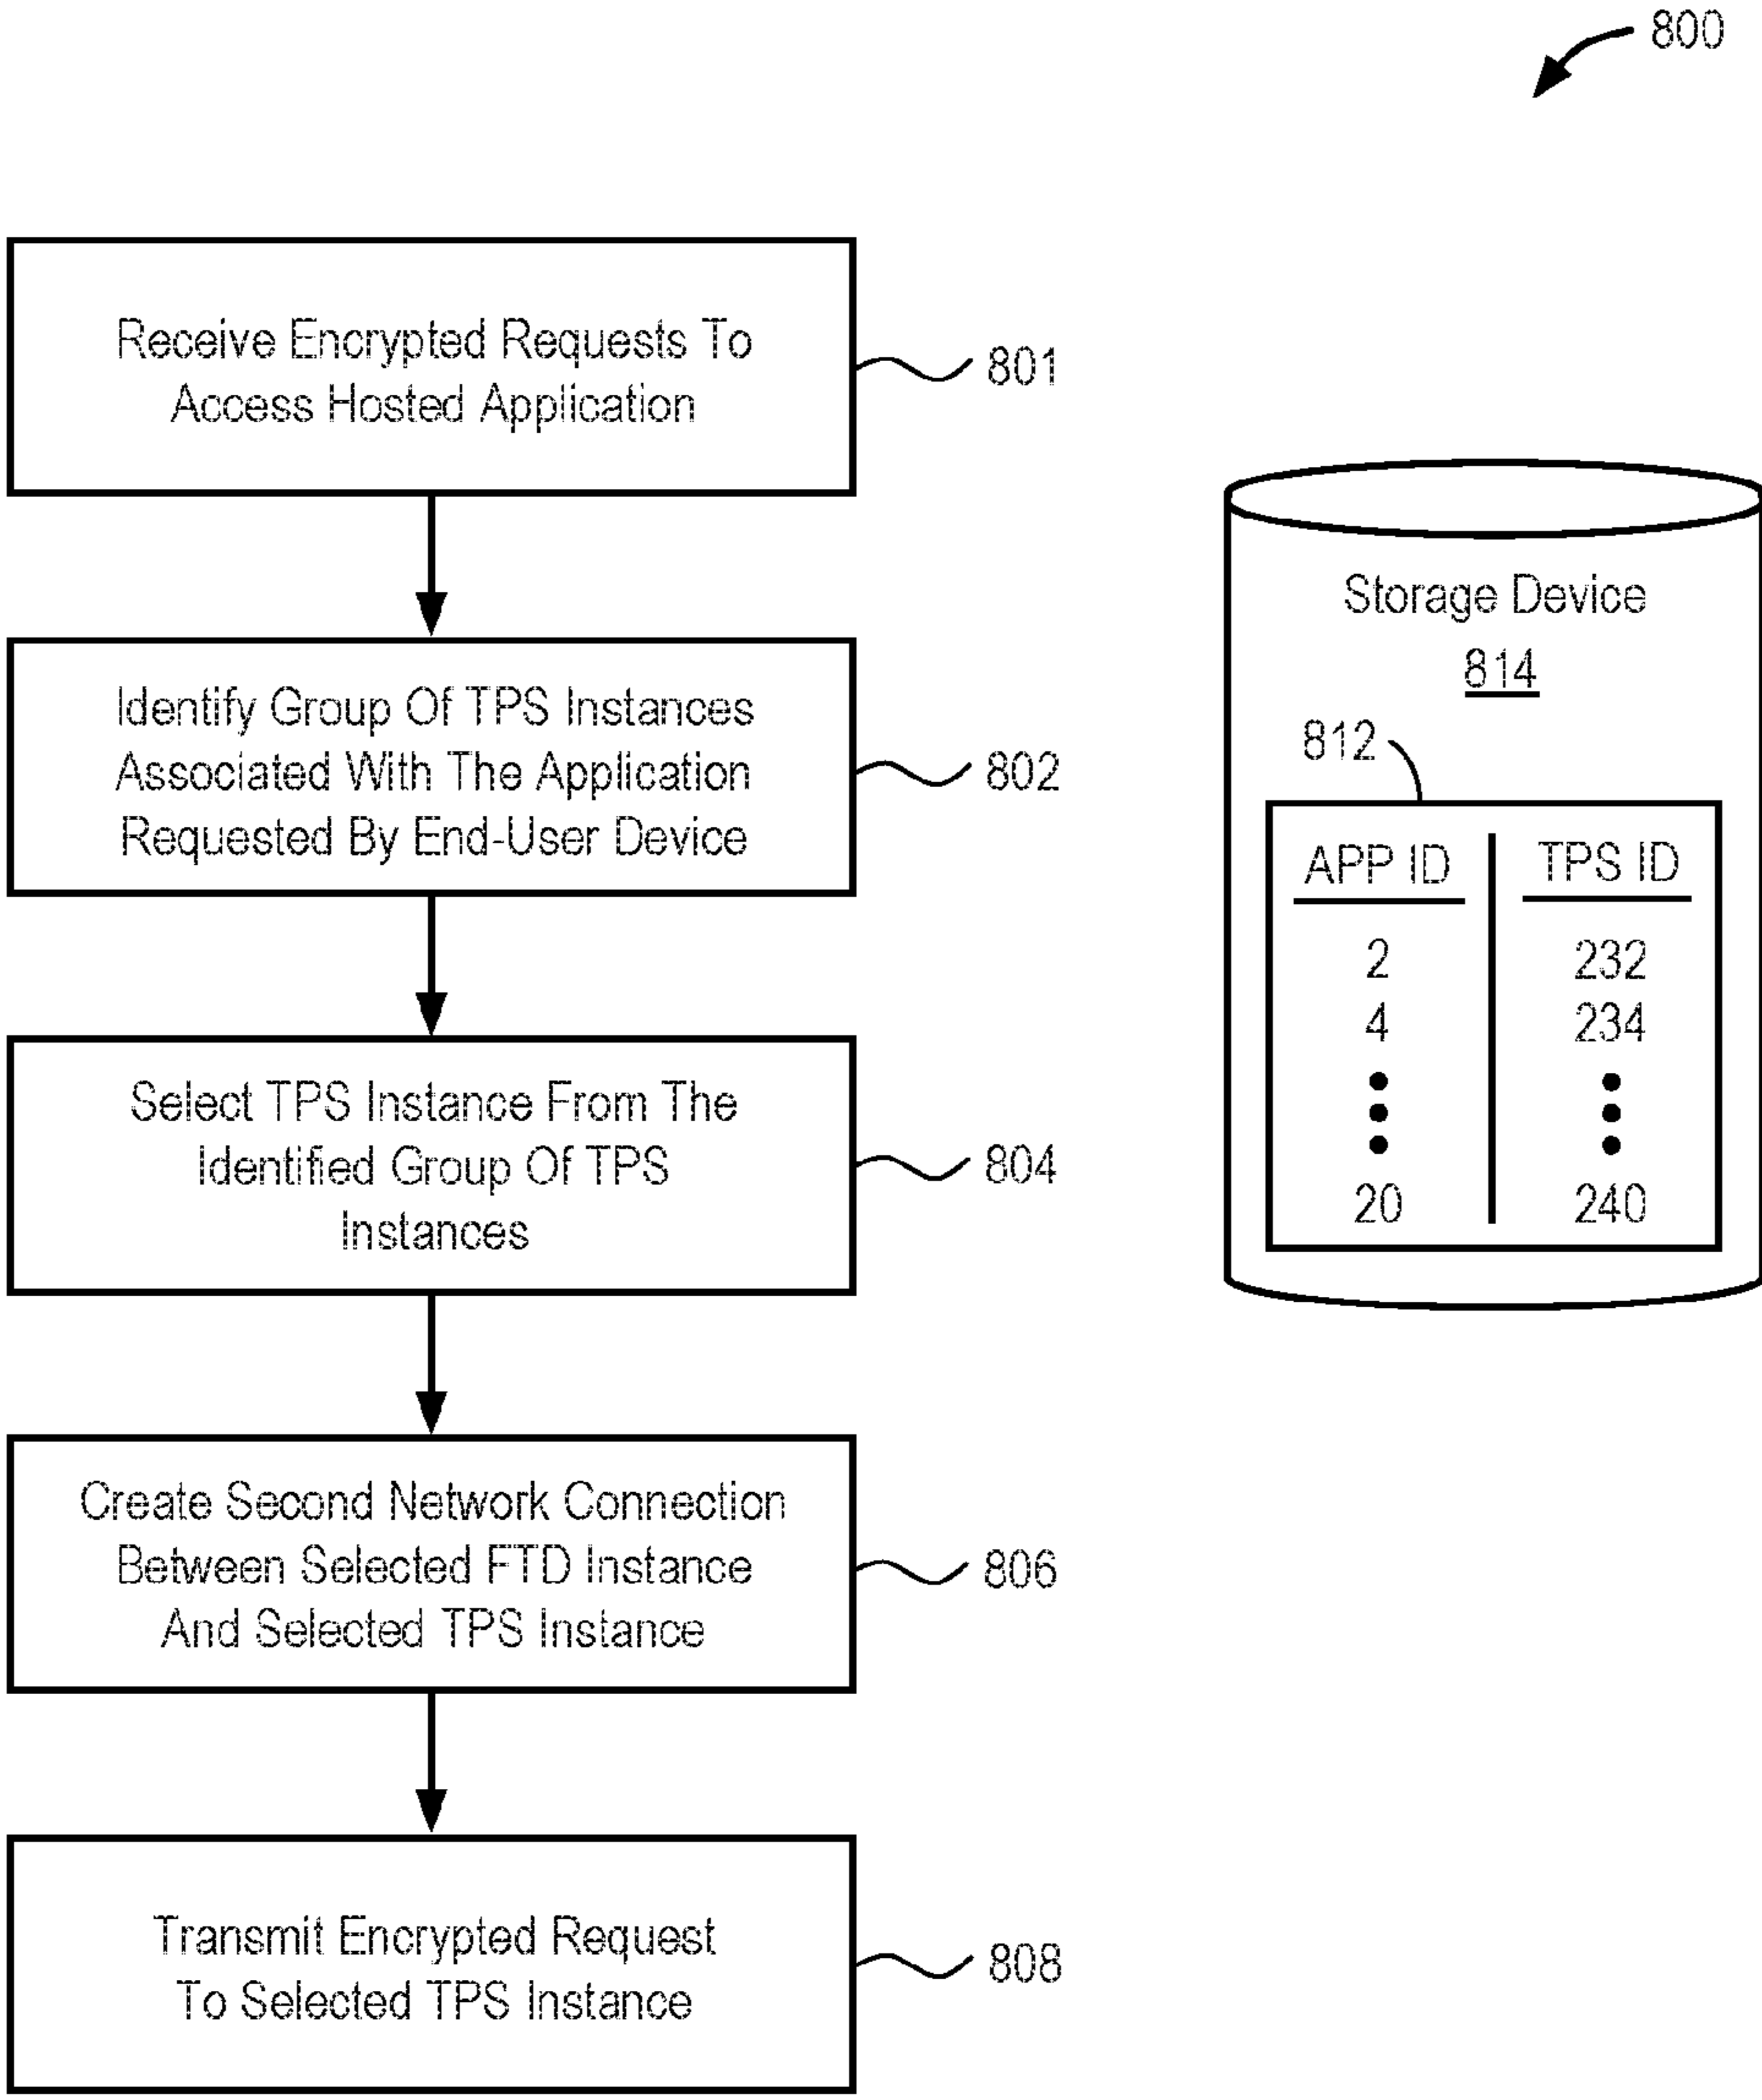 800
Receive Encrypted Requests To
Access Hosted Application
801
Identify Group Of TPS Instances
Associated With The Application
Requested By End-User Device
802
Select TPS Instance From The
Identified Group Of TPS
Instances
804
Create Second Network Connection
Between Selected FTD Instance
And Selected TPS Instance
806
Transmit Encrypted Request
To Selected TPS Instance
808
Storage Device
814
812
APP ID TPS ID
2 232
4 234
20 240